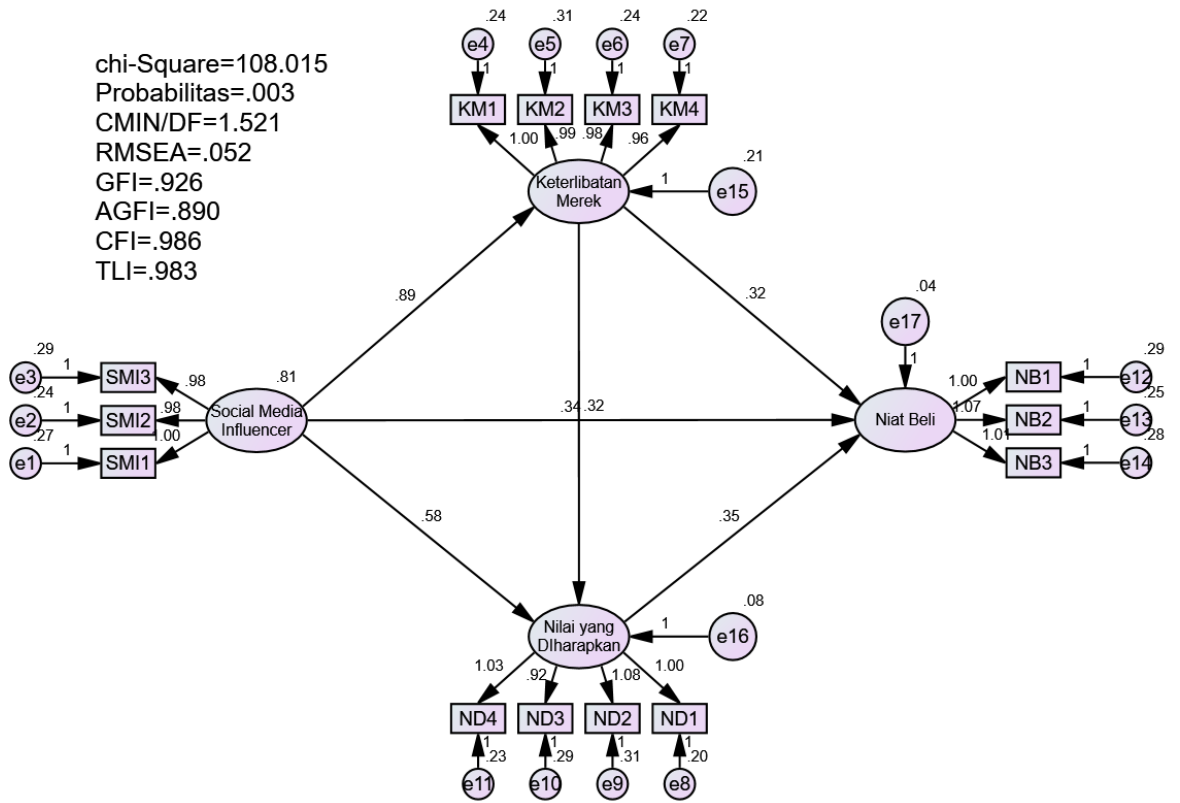 chi-Square=108.015
Probabilitas=.003
CMIN/DF=1.521
RMSEA=.052
GFI=.926
AGFI=.890
CFI=.986
TLI=.983
.24 .31 .24 .22
e4 e5 e6 e7
1 1 1 1
KM1 KM2 KM3 KM4
1.00 .99 .98 .96
Keterlibatan
Merek
1
e15
.21
.89
.32
.04
e17
1
.29
e3
1
SMI3
.98
.24
e2
1
SMI2
.98
.27
e1
1
SMI1
1.00
.81
Social Media
Influencer
.34 .32
Niat Beli
1.00
NB1
1
e12
.29
1.07
NB2
1
e13
.25
1.01
NB3
1
e14
.28
.58
.35
Nilai yang
DIharapkan
1
e16
.08
1.03 .92 1.08 1.00
ND4 ND3 ND2 ND1
1 1 1 1
.23 .29 .31 .20
e11 e10 e9 e8